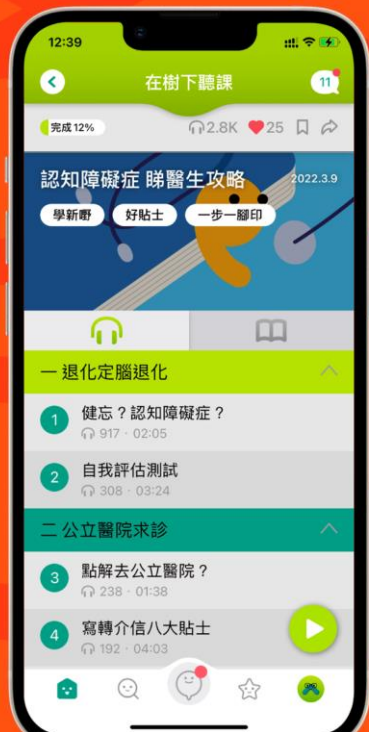 12:39
在樹下聽課
11
完成 12%
2.8K
25
認知障礙症 睇醫生攻略
2022.3.9
學新嘢
好貼士
一步一腳印
一 退化定腦退化
1
健忘？認知障礙症？
917 · 02:05
2
自我評估測試
308 · 03:24
二 公立醫院求診
3
點解去公立醫院？
238 · 01:38
4
寫轉介信八大貼士
192 · 04:03